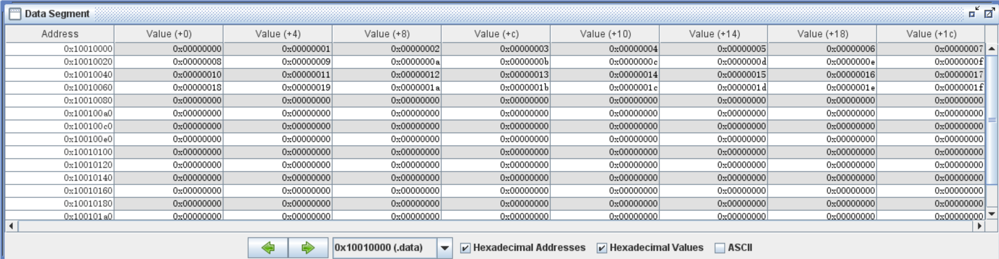 Data Segment
Address Value (+0) Value (+4) Value (+8) Value (+c) Value (+10) Value (+14) Value (+18) Value (+1c)
0x10010000 0x00000000 0x00000001 0x00000002 0x00000003 0x00000004 0x00000005 0x00000006 0x00000007
0x10010020 0x00000008 0x00000009 0x0000000a 0x0000000b 0x0000000c 0x0000000d 0x0000000e 0x0000000f
0x10010040 0x00000010 0x00000011 0x00000012 0x00000013 0x00000014 0x00000015 0x00000016 0x00000017
0x10010060 0x00000018 0x00000019 0x0000001a 0x0000001b 0x0000001c 0x0000001d 0x0000001e 0x0000001f
0x10010080 0x00000000 0x00000000 0x00000000 0x00000000 0x00000000 0x00000000 0x00000000 0x00000000
0x100100a0 0x00000000 0x00000000 0x00000000 0x00000000 0x00000000 0x00000000 0x00000000 0x00000000
0x100100c0 0x00000000 0x00000000 0x00000000 0x00000000 0x00000000 0x00000000 0x00000000 0x00000000
0x100100e0 0x00000000 0x00000000 0x00000000 0x00000000 0x00000000 0x00000000 0x00000000 0x00000000
0x10010100 0x00000000 0x00000000 0x00000000 0x00000000 0x00000000 0x00000000 0x00000000 0x00000000
0x10010120 0x00000000 0x00000000 0x00000000 0x00000000 0x00000000 0x00000000 0x00000000 0x00000000
0x10010140 0x00000000 0x00000000 0x00000000 0x00000000 0x00000000 0x00000000 0x00000000 0x00000000
0x10010160 0x00000000 0x00000000 0x00000000 0x00000000 0x00000000 0x00000000 0x00000000 0x00000000
0x10010180 0x00000000 0x00000000 0x00000000 0x00000000 0x00000000 0x00000000 0x00000000 0x00000000
0x100101a0 0x00000000 0x00000000 0x00000000 0x00000000 0x00000000 0x00000000 0x00000000 0x00000000
0x10010000 (.data) Hexadecimal Addresses Hexadecimal Values ASCII